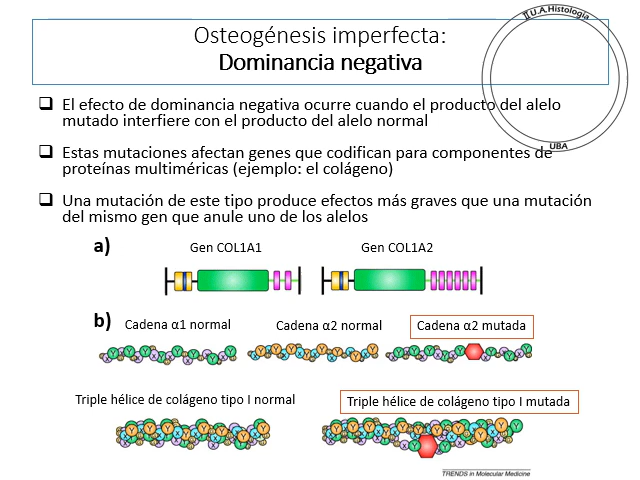 Osteogénesis imperfecta:
Dominancia negativa
II U.A.Histología
UBA
El efecto de dominancia negativa ocurre cuando el producto del alelo
mutado interfiere con el producto del alelo normal
Estas mutaciones afectan genes que codifican para componentes de
proteínas multiméricas (ejemplo: el colágeno)
Una mutación de este tipo produce efectos más graves que una mutación
del mismo gen que anule uno de los alelos
a)
Gen COL1A1
Gen COL1A2
b)
Cadena α1 normal
Cadena α2 normal
Cadena α2 mutada
Triple hélice de colágeno tipo I normal
Triple hélice de colágeno tipo I mutada
TRENDS in Molecular Medicine